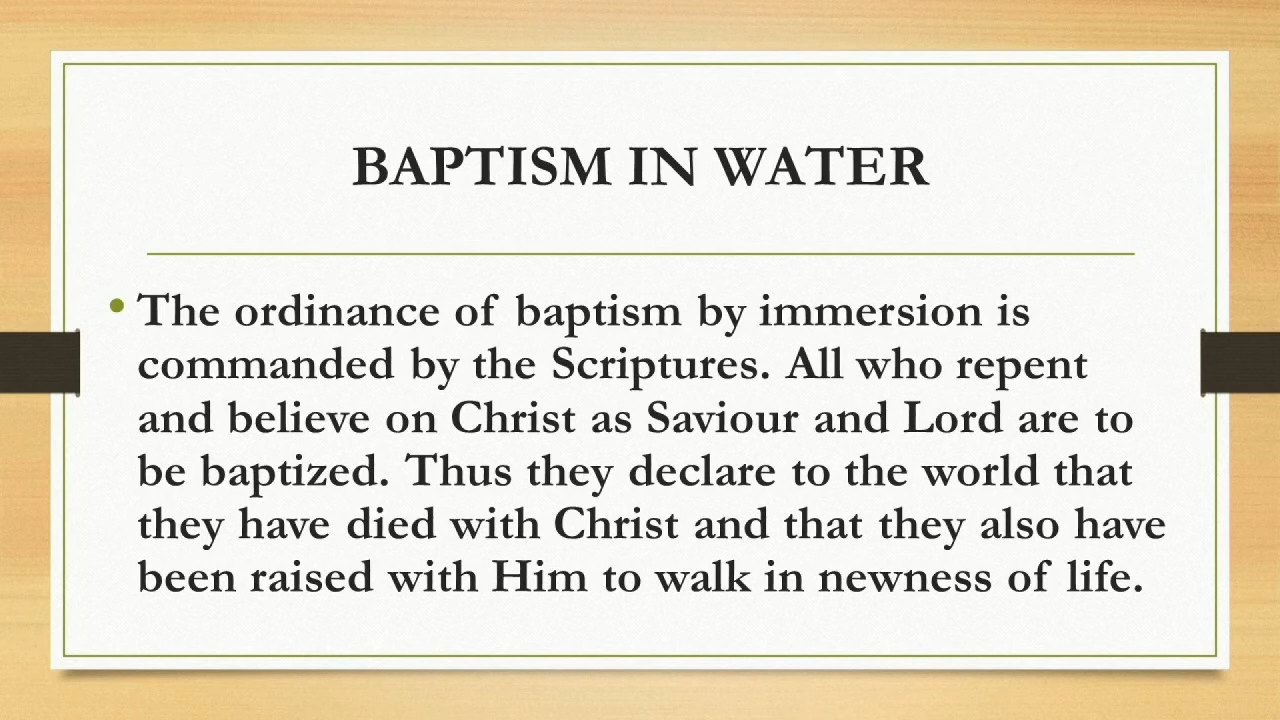 BAPTISM IN WATER
• The ordinance of baptism by immersion is
commanded by the Scriptures. All who repent
and believe on Christ as Saviour and Lord are to
be baptized. Thus they declare to the world that
they have died with Christ and that they also have
been raised with Him to walk in newness of life.